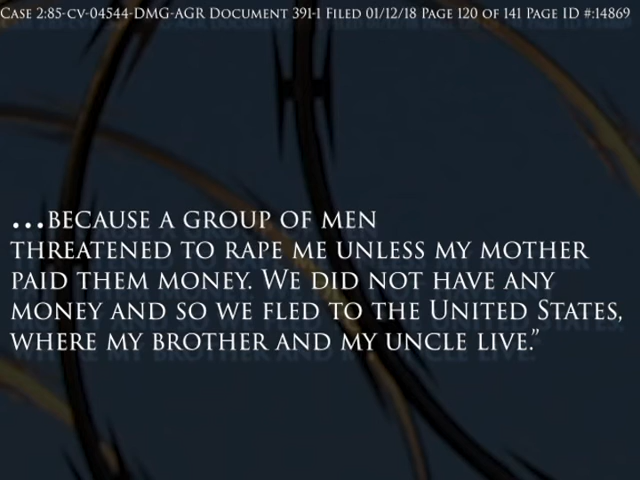 Case 2:85-cv-04544-DMG-AGR Document 391-1 Filed 01/12/18 Page 120 of 141 Page ID #:14869
...because a group of men
threatened to rape me unless my mother
paid them money. We did not have any
money and so we fled to the United States,
where my brother and my uncle live.”